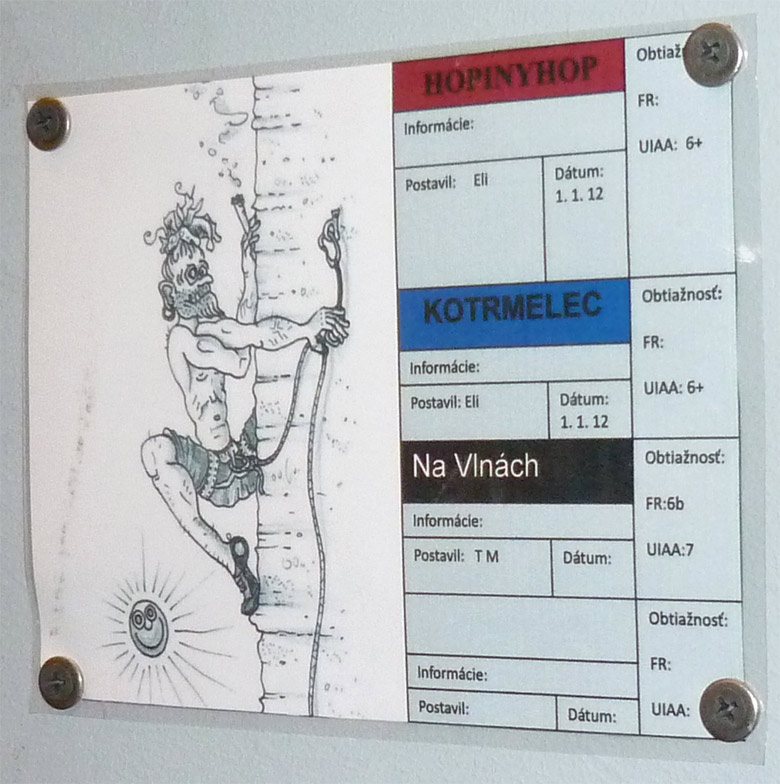 HOPINYHOP
Informácie:
Postavil: Eli
Dátum:
1. 1. 12
FR:
UIAA: 6+
KOTRMELEC
Informácie:
Postavil: Eli
Dátum:
1. 1. 12
Obtiažnosť:
FR:
UIAA: 6+
Na Vlnách
Informácie:
Postavil: T M
Dátum:
Obtiažnosť:
FR:6b
UIAA:7
Informácie:
Postavil:
Dátum:
Obtiažnosť:
FR:
UIAA: